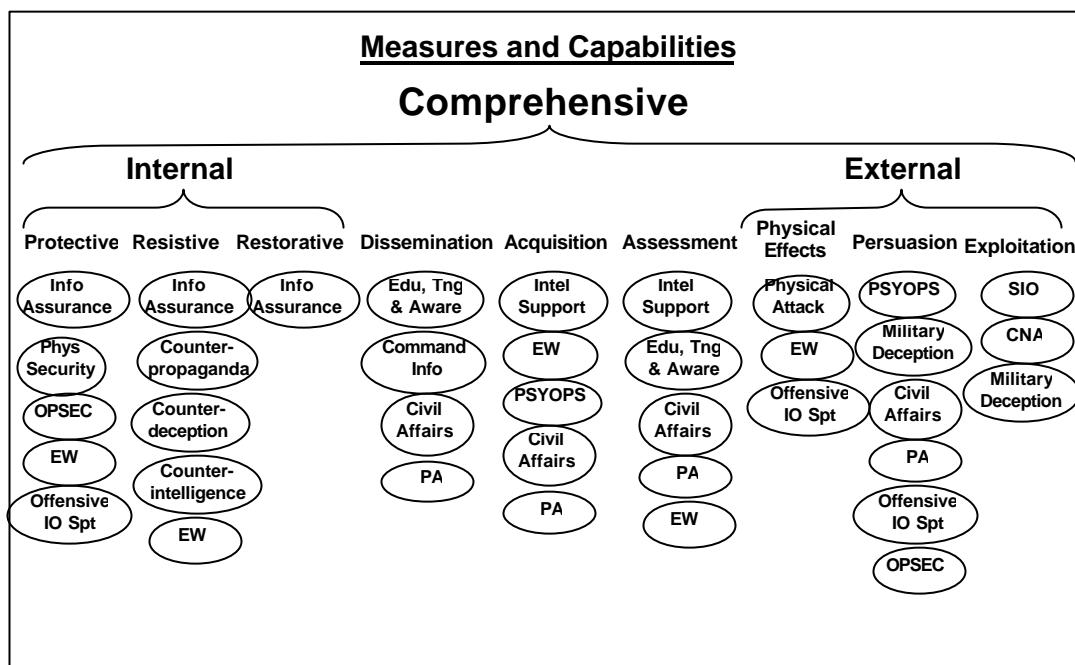 Measures and Capabilities
Comprehensive
Internal
External
Protective
Resistive
Restorative
Dissemination
Acquisition
Assessment
Physical
Effects
Persuasion
Exploitation
Info
Assurance
Phys
Security
OPSEC
EW
Offensive
IO Spt
Info
Assurance
Counter-
propaganda
Counter-
deception
Counter-
intelligence
EW
Info
Assurance
Edu, Tng
& Aware
Command
Info
Civil
Affairs
PA
Intel
Support
EW
PSYOPS
Civil
Affairs
PA
Intel
Support
Edu, Tng
& Aware
Civil
Affairs
PA
EW
Physical
Attack
EW
Offensive
IO Spt
PSYOPS
Military
Deception
Civil
Affairs
PA
Offensive
IO Spt
OPSEC
SIO
CNA
Military
Deception